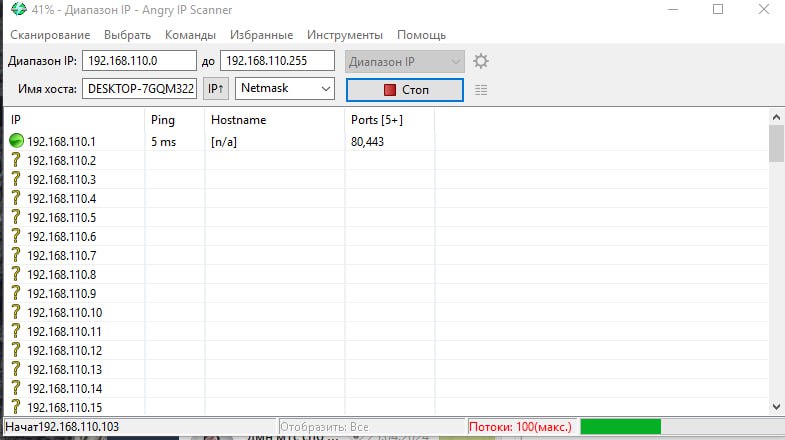 41% - Диапазон IP - Angry IP Scanner
Сканирование Выбрать Команды Избранные Инструменты Помощь
Диапазон IP: 192.168.110.0 до 192.168.110.255 Диапазон IP
Имя хоста: DESKTOP-7GQM322 IP↑ Netmask Стоп
IP Ping Hostname Ports [5+]
192.168.110.1 5 ms [n/a] 80,443
192.168.110.2
192.168.110.3
192.168.110.4
192.168.110.5
192.168.110.6
192.168.110.7
192.168.110.8
192.168.110.9
192.168.110.10
192.168.110.11
192.168.110.12
192.168.110.13
192.168.110.14
192.168.110.15
Начат192.168.110.103 Отобразить: Все Потоки: 100(макс.)